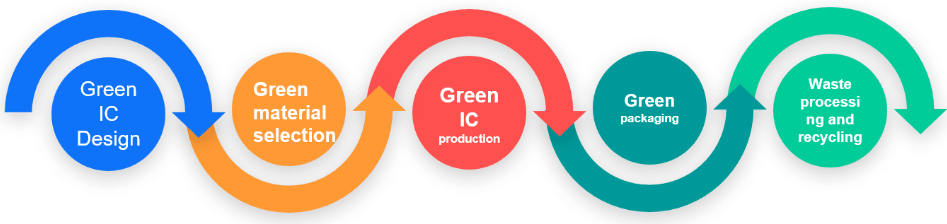 Green
IC
Design
Green
material
selection
Green
IC
production
Green
packaging
Waste
processi
ng and
recycling